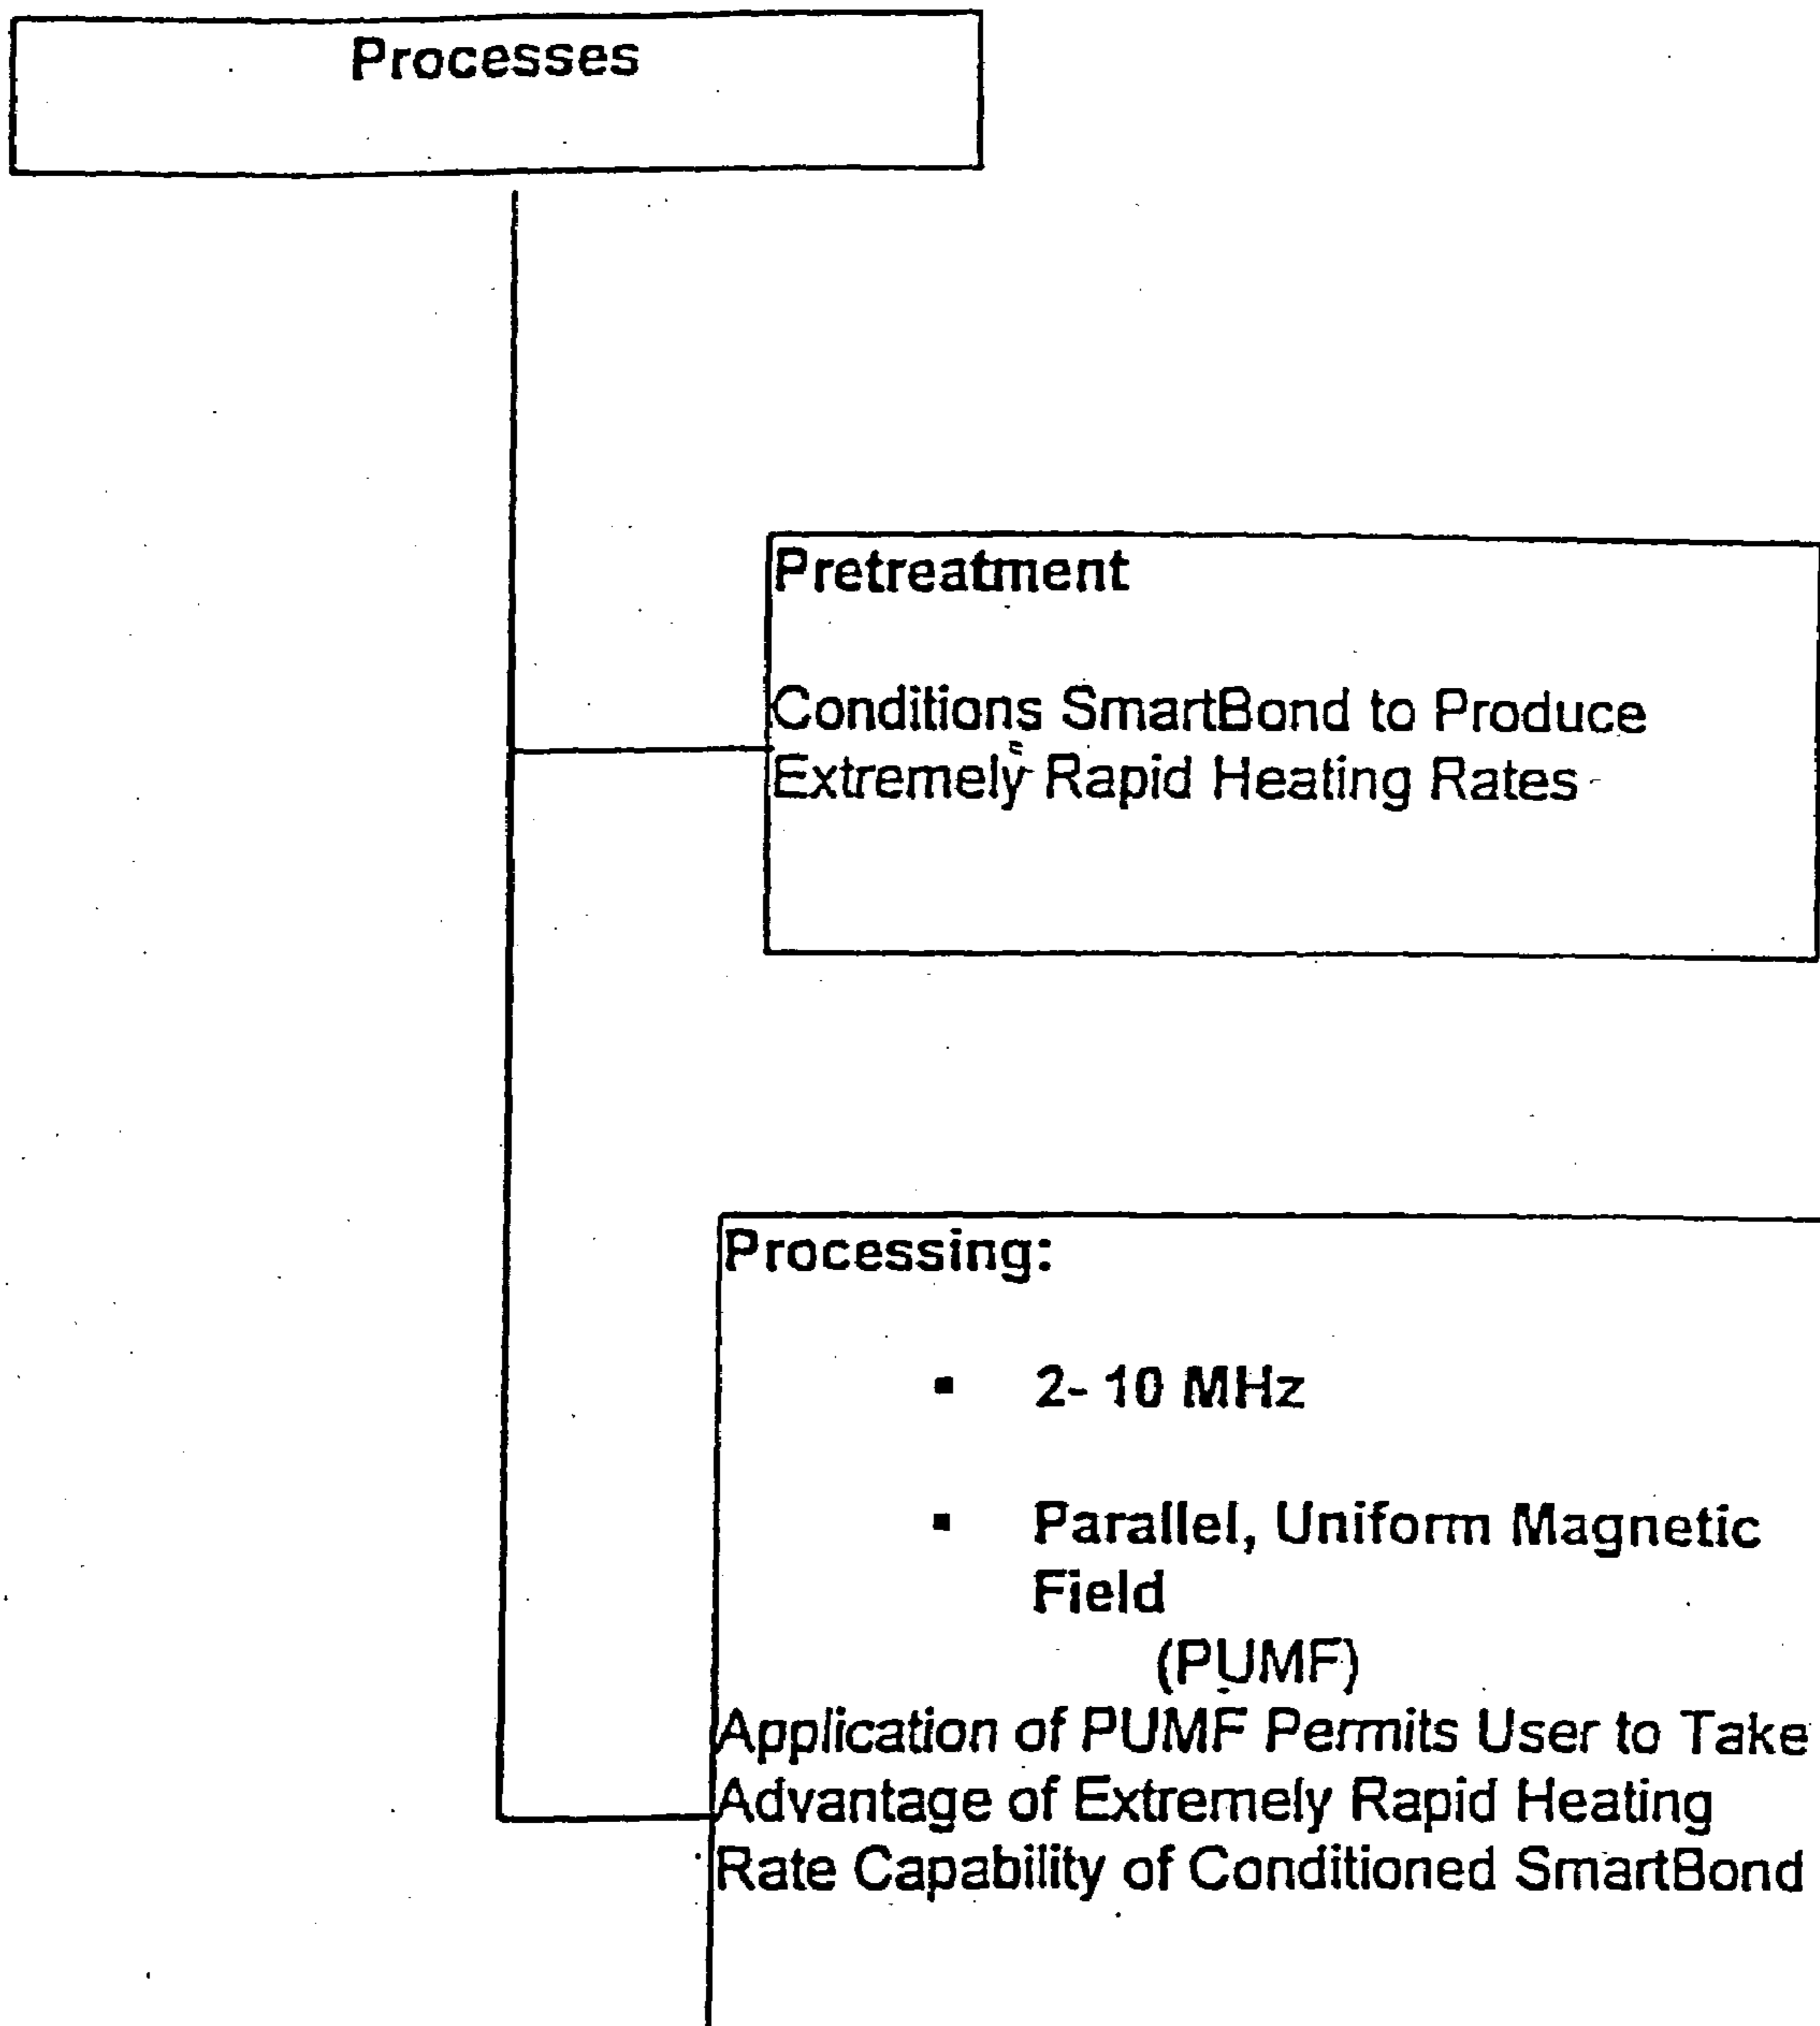 Processes
Pretreatment
Conditions SmartBond to Produce
Extremely Rapid Heating Rates
Processing:
▪ 2- 10 MHz
▪ Parallel, Uniform Magnetic
Field
(PUMF)
Application of PUMF Permits User to Take
Advantage of Extremely Rapid Heating
Rate Capability of Conditioned SmartBond